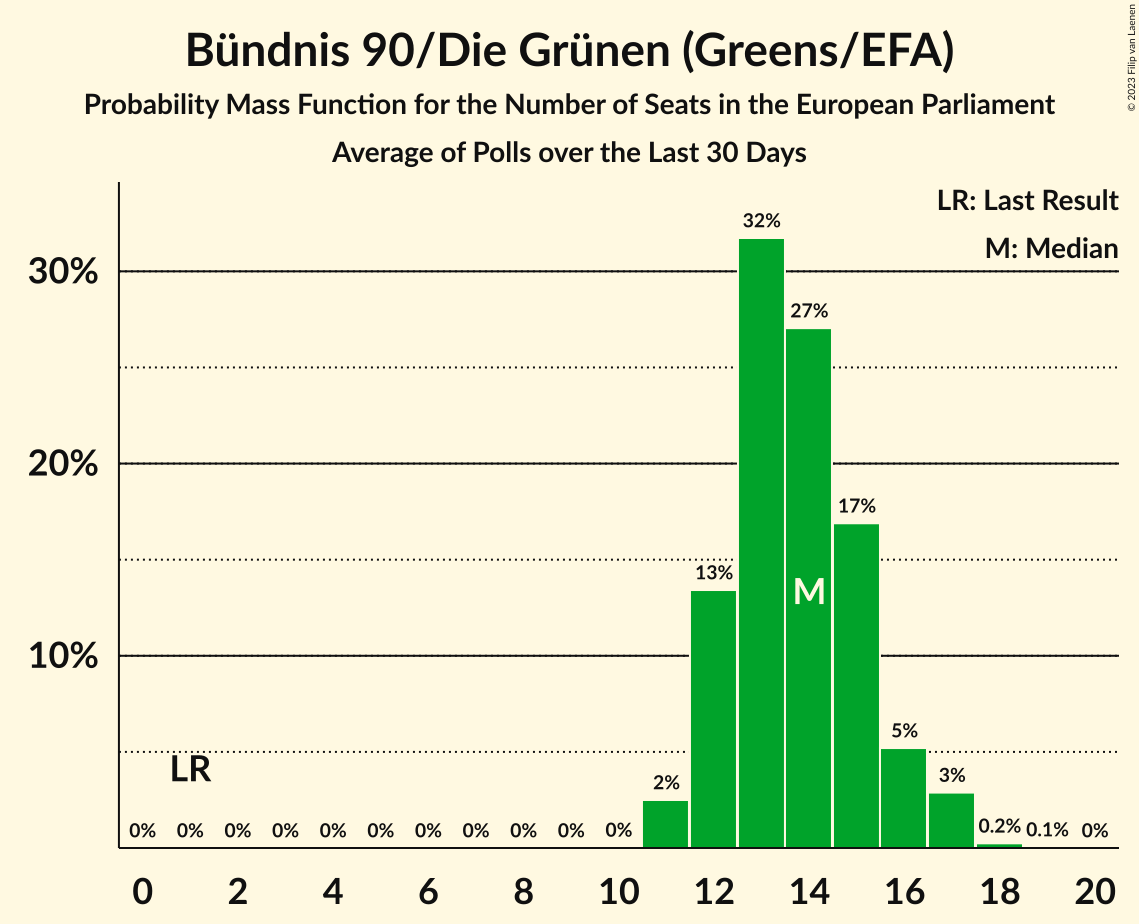 Bündnis 90/Die Grünen (Greens/EFA)
Probability Mass Function for the Number of Seats in the European Parliament
Average of Polls over the Last 30 Days
© 2023 Filip van Laenen
LR: Last Result
M: Median
32%
30%
27%
20%
17%
13%
M
10%
5%
LR
2%
3%
0% 0% 0% 0% 0% 0% 0% 0% 0% 0% 0% 0.2% 0.1% 0%
0 2 4 6 8 10 12 14 16 18 20